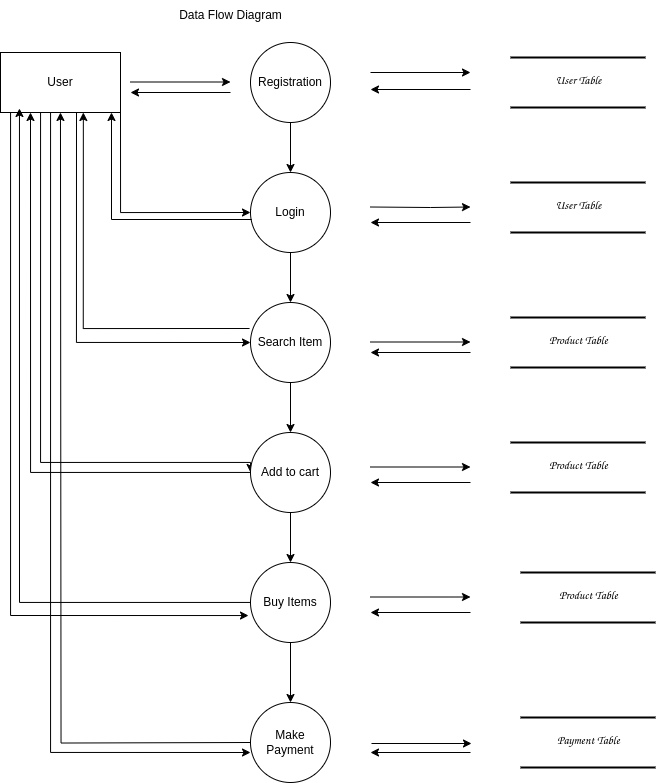 Data Flow Diagram
User
Registration
User Table
Login
User Table
Search Item
Product Table
Add to cart
Product Table
Buy Items
Product Table
Make
Payment
Payment Table